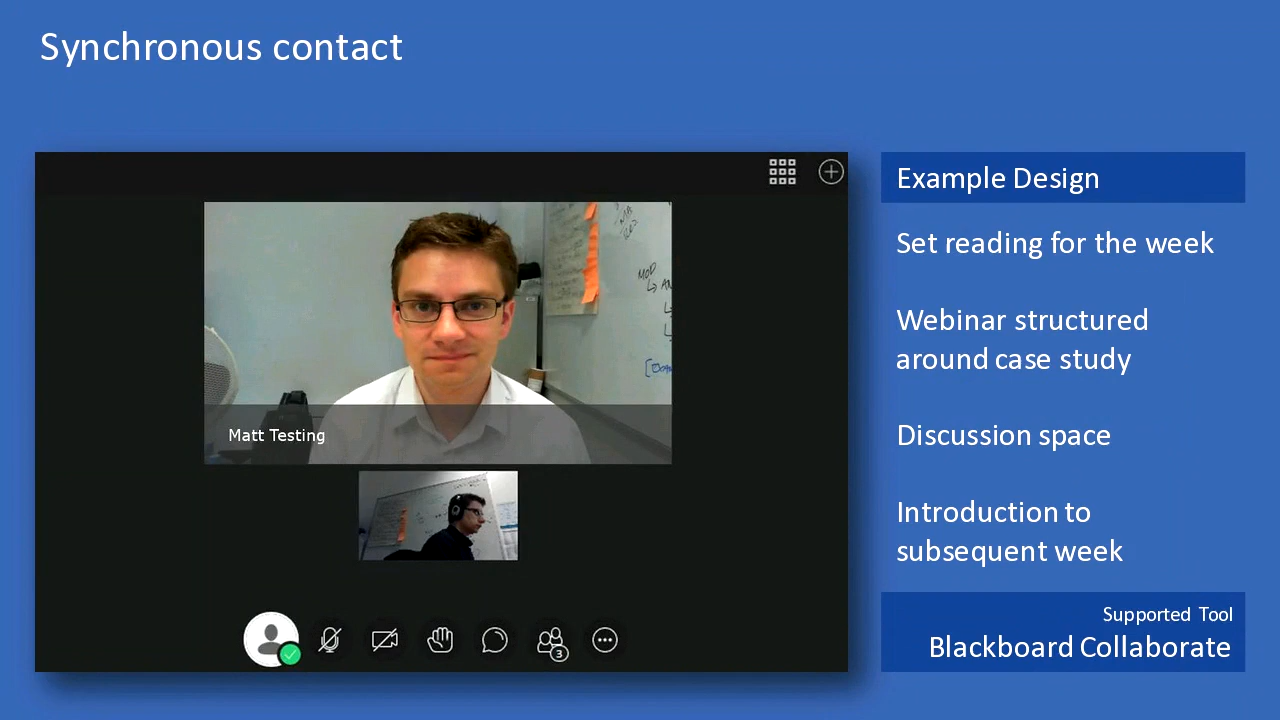 Synchronous contact
MOD
Matt Testing
3
Example Design
Set reading for the week
Webinar structured
around case study
Discussion space
Introduction to
subsequent week
Supported Tool
Blackboard Collaborate